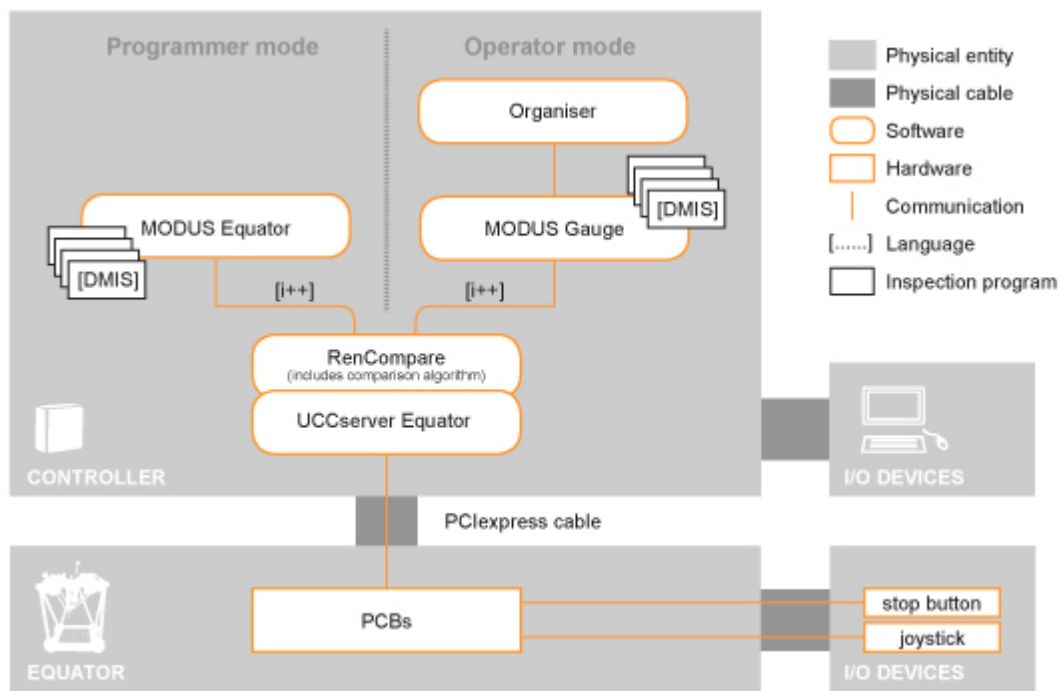 Programmer mode
Operator mode
Organiser
[DMIS]
MODUS Equator
MODUS Gauge
[DMIS]
[i++]
[i++]
RenCompare
(includes comparison algorithm)
UCCserver Equator
CONTROLLER
I/O DEVICES
PCIexpress cable
PCBs
stop button
joystick
EQUATOR
I/O DEVICES
Physical entity
Physical cable
Software
Hardware
Communication
[......] Language
Inspection program